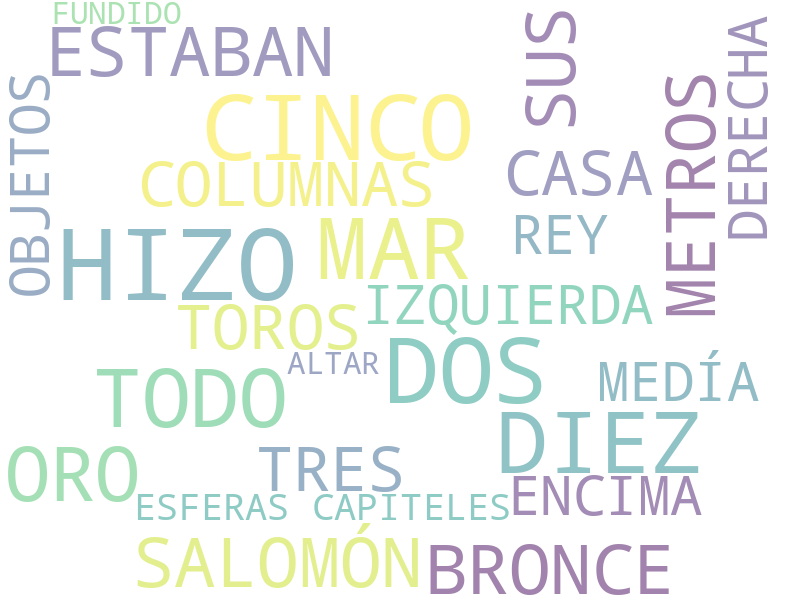 FUNDIDO
ESTABAN
SUS
DERECHA
OBJETOS
METROS
CINCO
COLUMNAS
CASA
HIZO
MAR
REY
IZQUIERDA
TOROS
DOS
ALTAR
TODO
MEDÍA
DIEZ
ORO
TRES
ENCIMA
ESFERAS CAPITELES
SALOMÓN
BRONCE